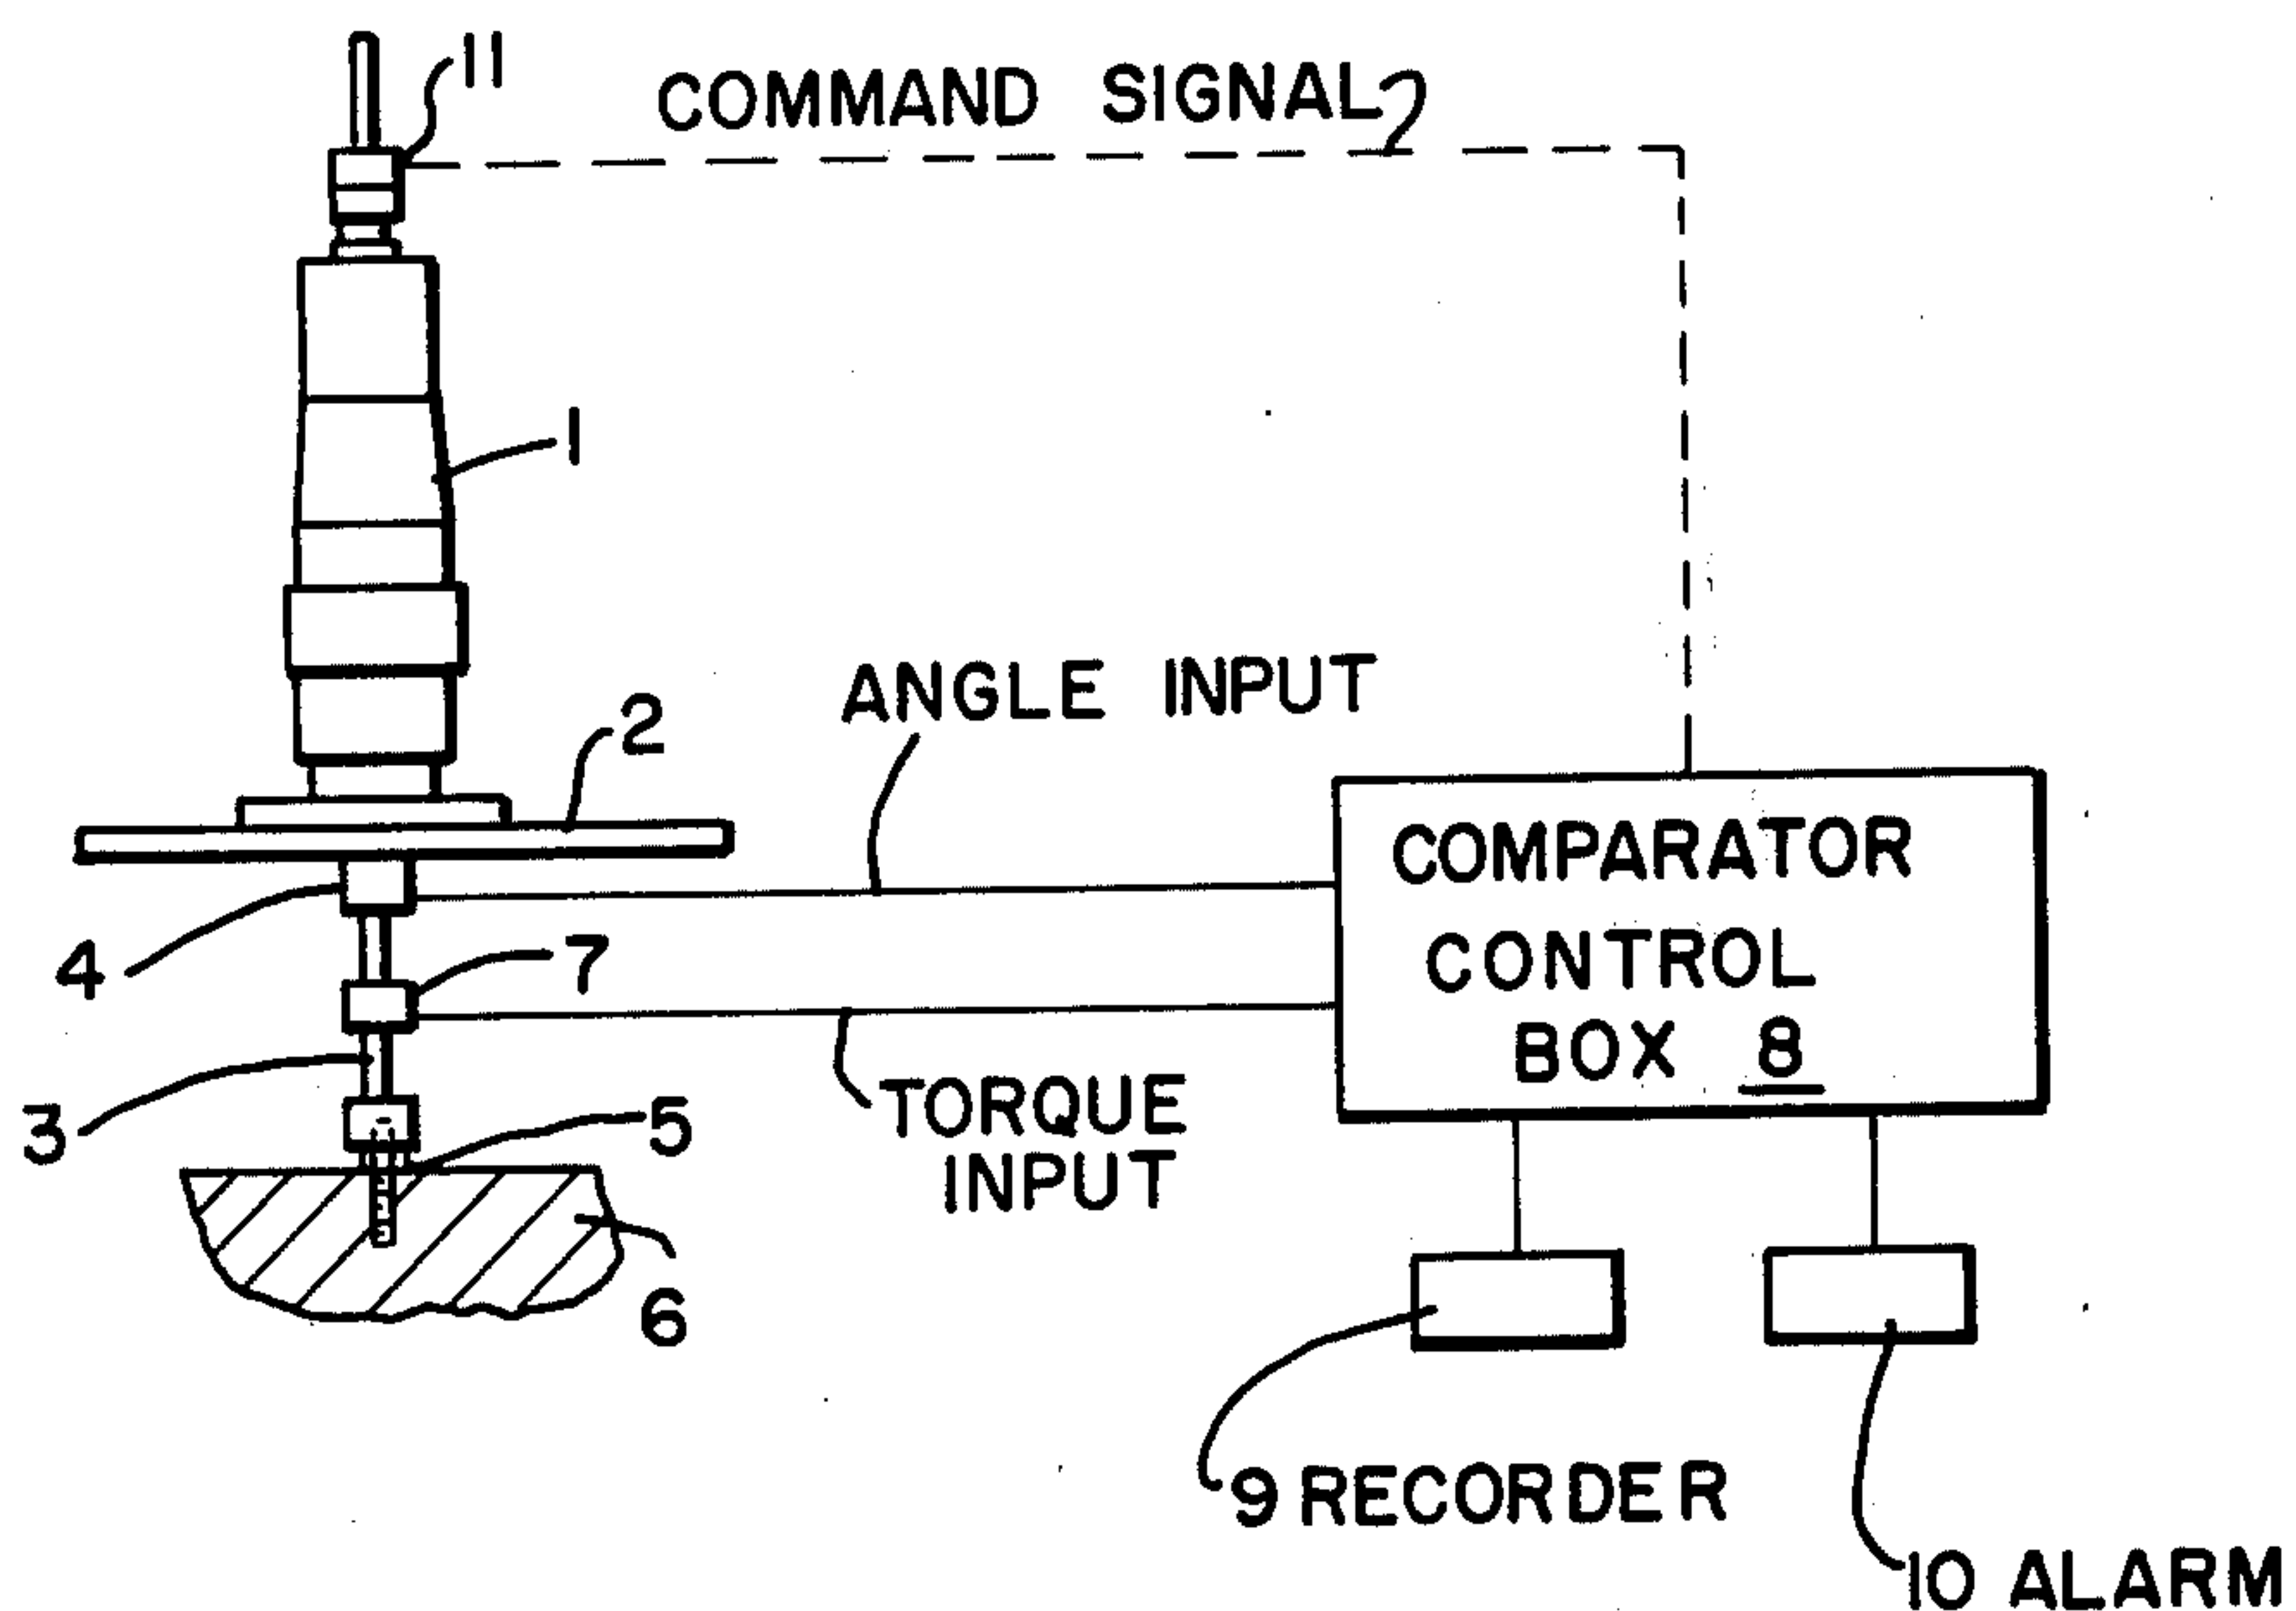 11
COMMAND SIGNAL
1
ANGLE INPUT
2
COMPARATOR
CONTROL
BOX 8
4
7
3
TORQUE
INPUT
5
6
9 RECORDER
10 ALARM